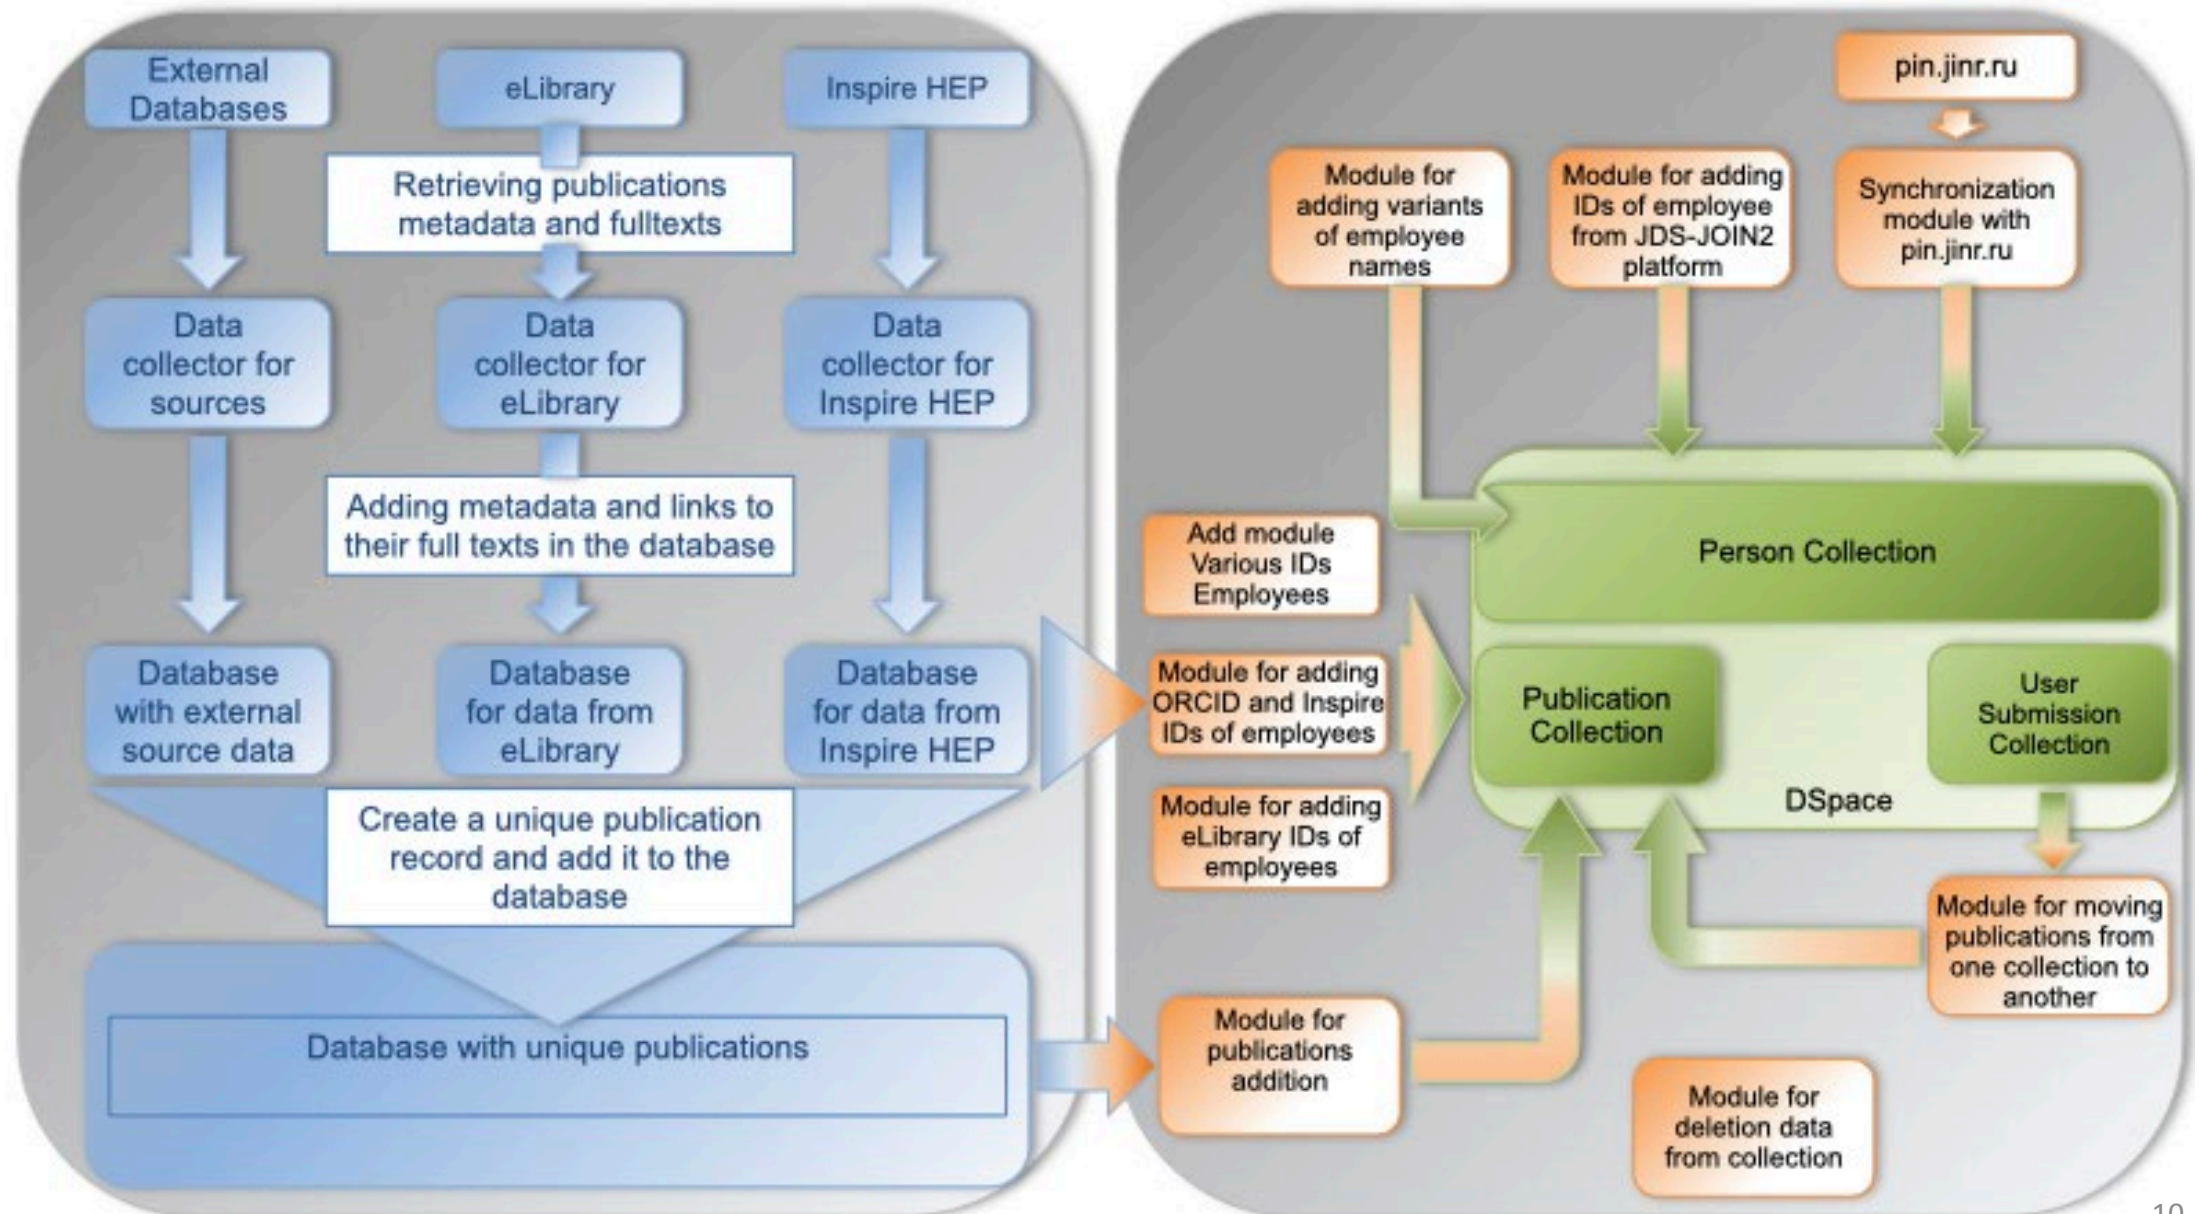 External
Databases
eLibrary
Inspire HEP
Retrieving publications
metadata and fulltexts
Data
collector for
sources
Data
collector for
eLibrary
Data
collector for
Inspire HEP
Adding metadata and links to
their full texts in the database
Database
with external
source data
Database
for data from
eLibrary
Database
for data from
Inspire HEP
Create a unique publication
record and add it to the
database
Database with unique publications
pin.jinr.ru
Module for
adding variants
of employee
names
Module for adding
IDs of employee
from JDS-JOIN2
platform
Synchronization
module with
pin.jinr.ru
Add module
Various IDs
Employees
Module for adding
ORCID and Inspire
IDs of employees
Module for adding
eLibrary IDs of
employees
Person Collection
Publication
Collection
User
Submission
Collection
DSpace
Module for moving
publications from
one collection to
another
Module for
publications
addition
Module for
deletion data
from collection
10